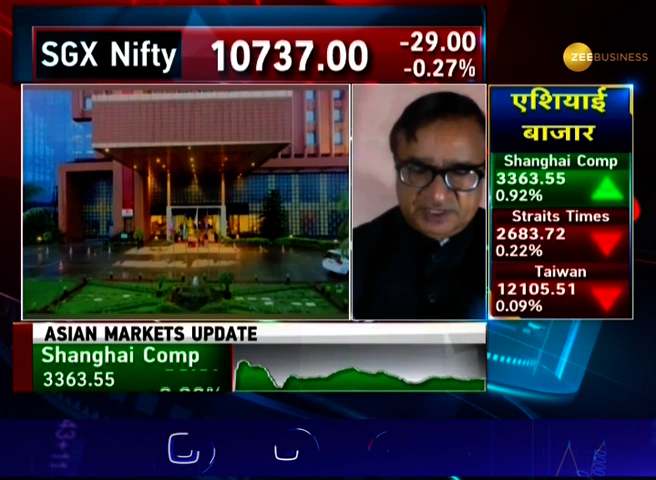 SGX Nifty 10737.00 -29.00
-0.27%
ZEEBUSINESS
एशियाई
बाजार
Shanghai Comp
3363.55
0.92%
Straits Times
2683.72
0.22%
Taiwan
12105.51
0.09%
ASIAN MARKETS UPDATE
Shanghai Comp
3363.55